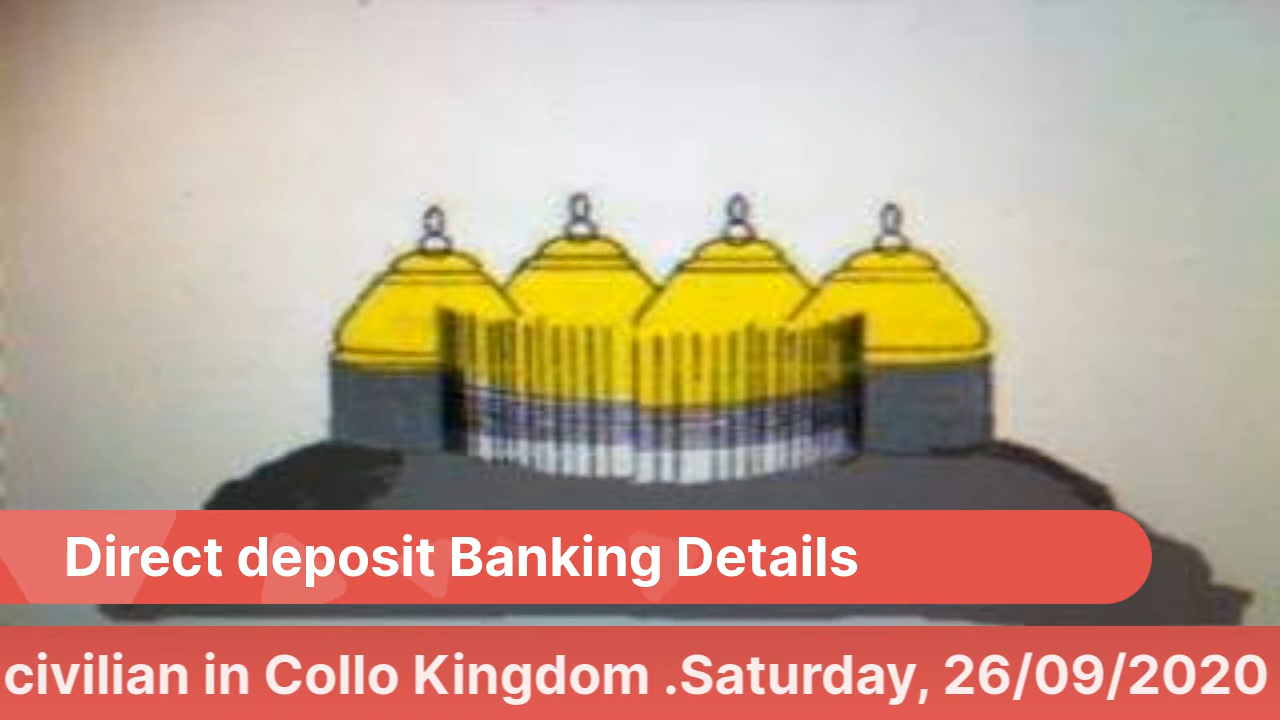 Direct deposit Banking Details
civilian in Collo Kingdom .Saturday, 26/09/2020